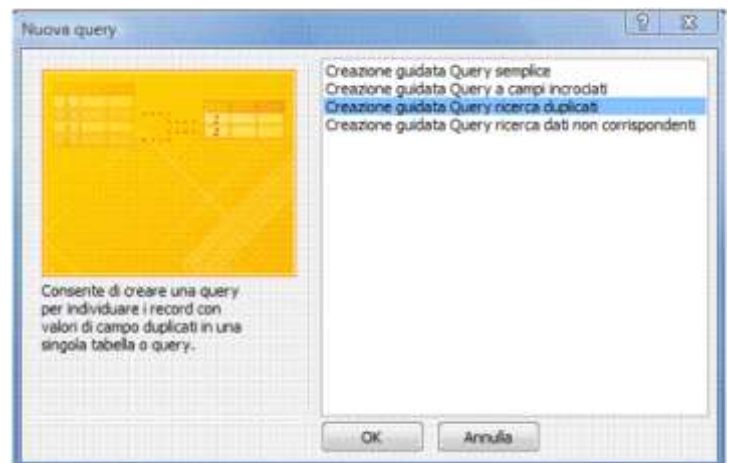 Nuova query
Creazione guidata Query semplice
Creazione guidata Query a campi incrociati
Creazione guidata Query ricerca duplicati
Creazione guidata Query ricerca dati non corrispondenti
Consente di creare una query
per individuare i record con
valori di campo duplicati in una
singola tabella o query.
OK
Annulla